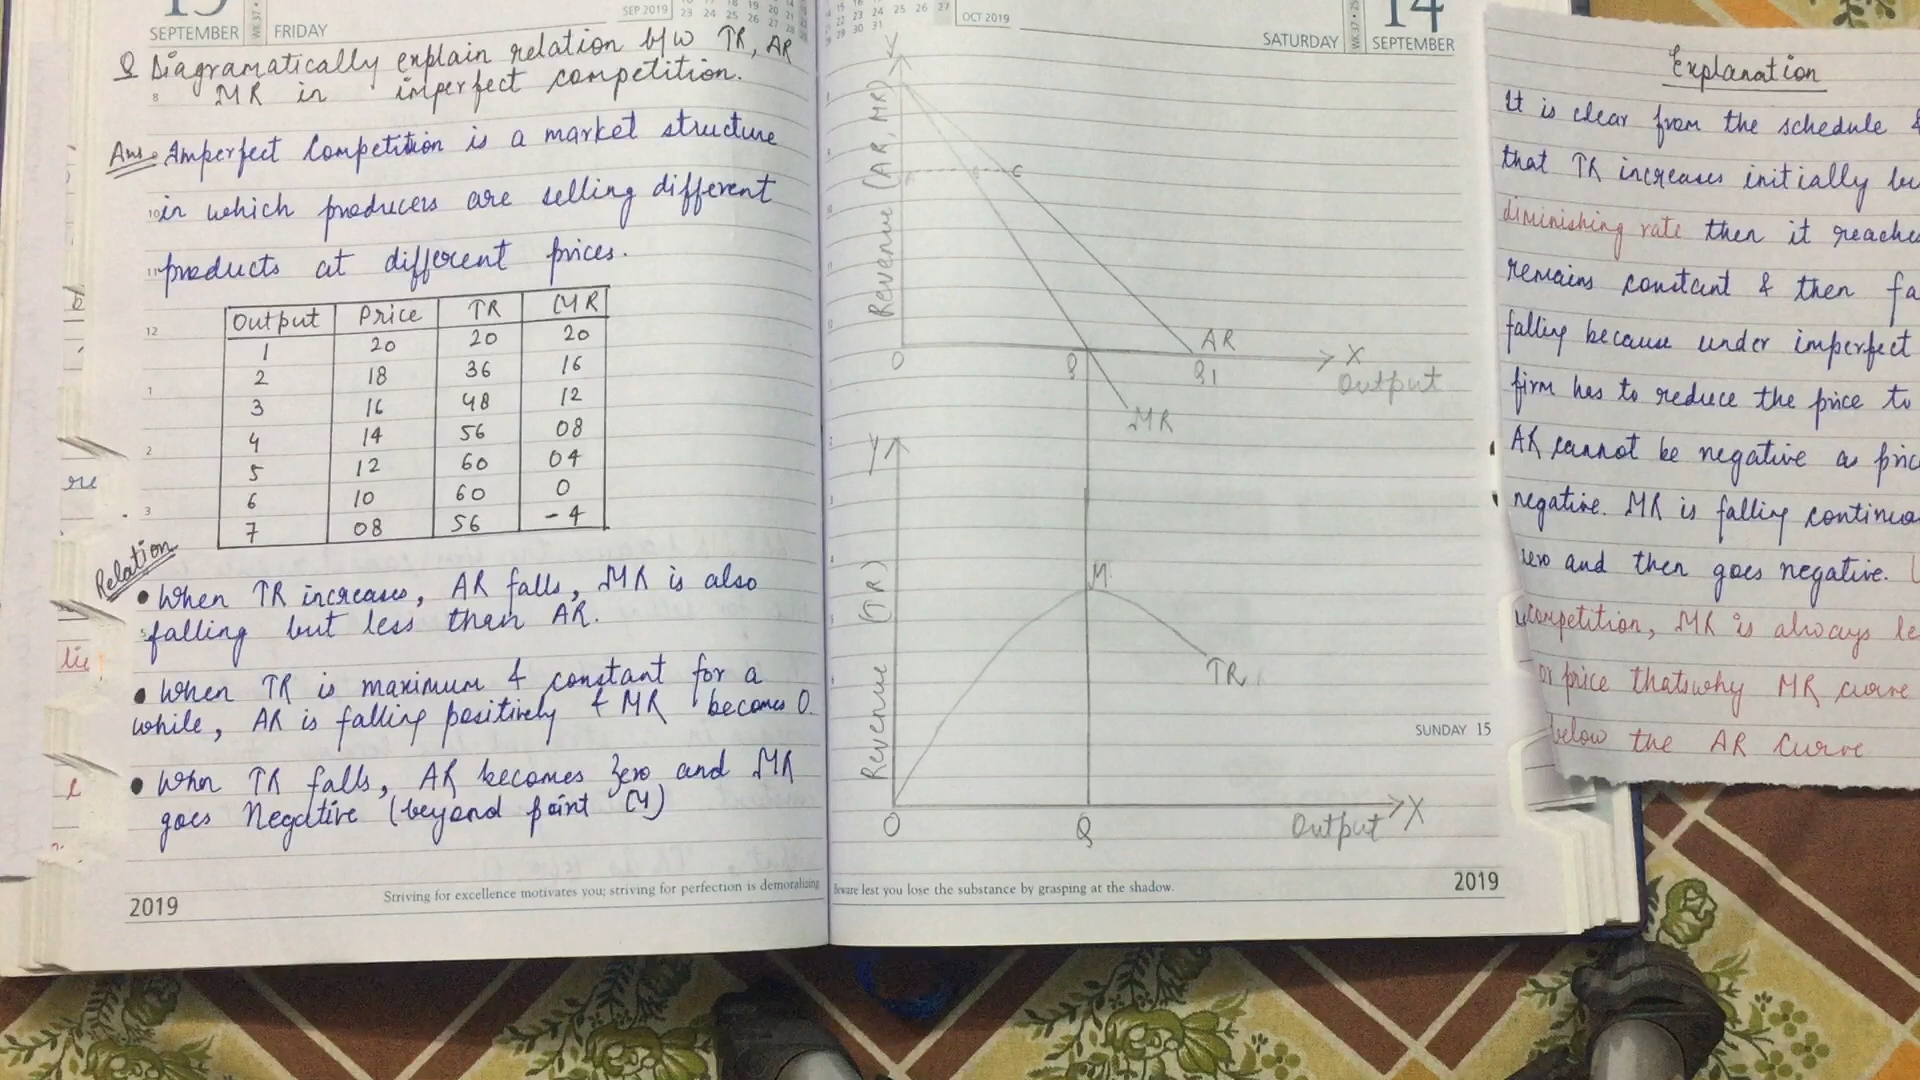 SEPTEMBER
WK 37
FRIDAY
SEP 2019
Q Diagramatically explain relation b/w TR, AR
MR in imperfect competition.
Ans. Imperfect Competition is a market structure
in which producers are selling different
products at different prices.
Output Price TR MR
1 20 20 20
2 18 36 16
3 16 48 12
4 14 56 08
5 12 60 04
6 10 60 0
7 08 56 -4
Relation
• When TR increases, AR falls, MR is also
falling but less than AR.
• When TR is maximum & constant for a
while, AR is falling positively & MR becomes 0.
• When TR falls, AR becomes zero and MR
goes Negative (beyond point M)
2019
Striving for excellence motivates you; striving for perfection is demoralizing
OCT 2019
SATURDAY
14
SEPTEMBER
Revenue (AR, MR)
C
AR
O
Q
Q1
X
Output
MR
Y
Revenue (TR)
M
TR
O
Q
Output
X
SUNDAY 15
lest you lose the substance by grasping at the shadow.
2019
Explanation
It is clear from the schedule &
that TR increases initially
diminishing rate then it
remains constant & then
falling because under imperfect
firm has to reduce the price to
AR cannot be negative as
negative. MR is falling
and then goes negative.
competition, MR is always
or price thatswhy MR curve
below the AR curve